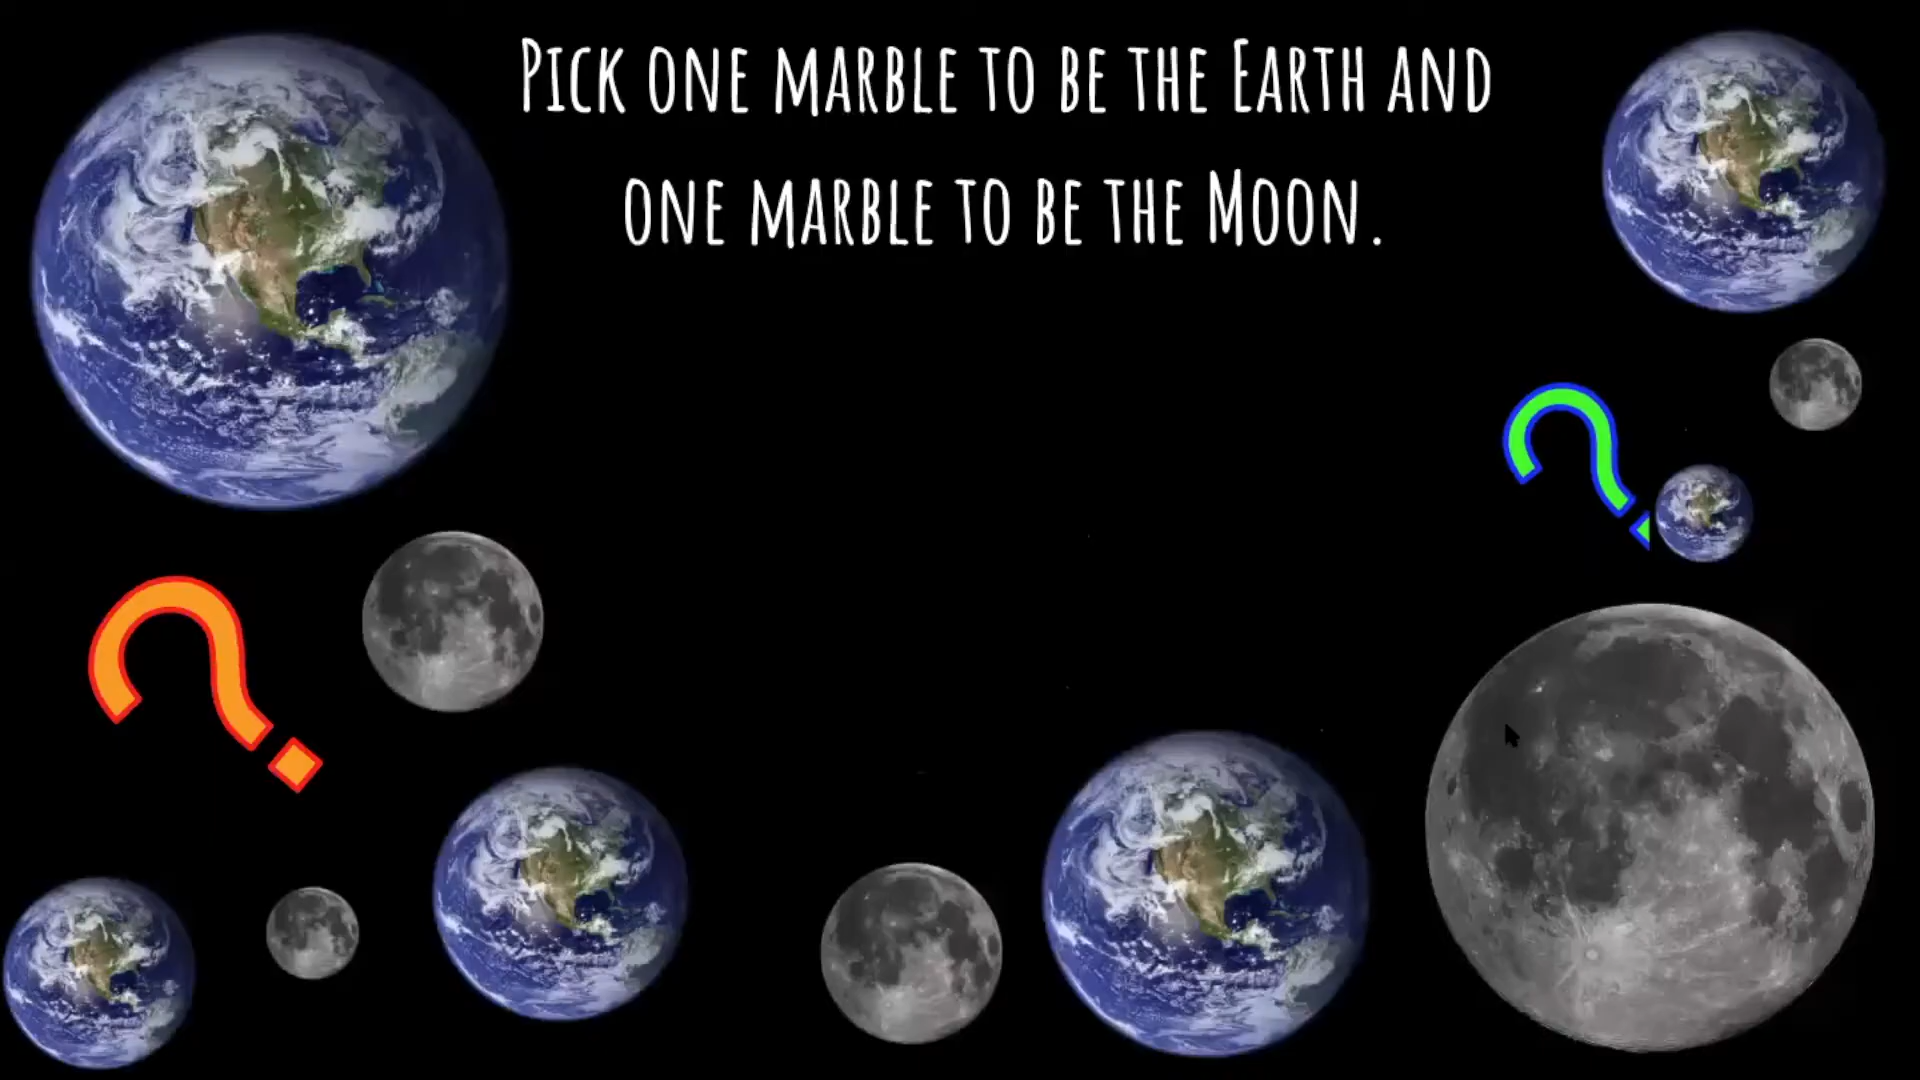 Pick one marble to be the Earth and
one marble to be the Moon.
?
?